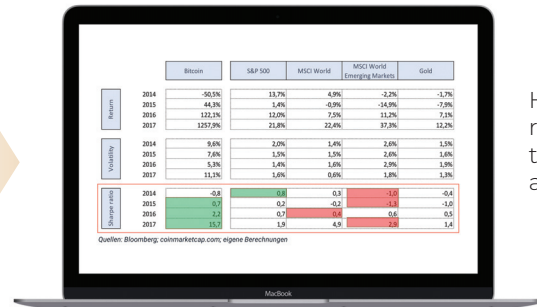 Bitcoin S&P 500 MSCI World MSCI World Emerging Markets Gold
Return
2014 -50,5% 13,7% 4,9% -2,2% -1,7%
2015 44,3% 1,4% -0,9% -14,9% -7,9%
2016 122,1% 12,0% 7,5% 11,2% 7,1%
2017 1257,9% 21,8% 22,4% 37,3% 12,2%
Volatility
2014 9,6% 2,0% 1,4% 2,6% 1,5%
2015 7,6% 1,5% 1,5% 2,6% 1,6%
2016 5,3% 1,4% 1,6% 2,9% 1,9%
2017 11,1% 1,6% 0,6% 1,8% 1,3%
Sharpe ratio
2014 -0,8 0,8 0,3 -1,0 -0,4
2015 0,7 0,2 -0,2 -1,3 -1,0
2016 2,2 0,7 0,4 0,6 0,5
2017 15,7 1,9 4,9 2,9 1,4
Quellen: Bloomberg; coinmarketcap.com; eigene Berechnungen
MacBook